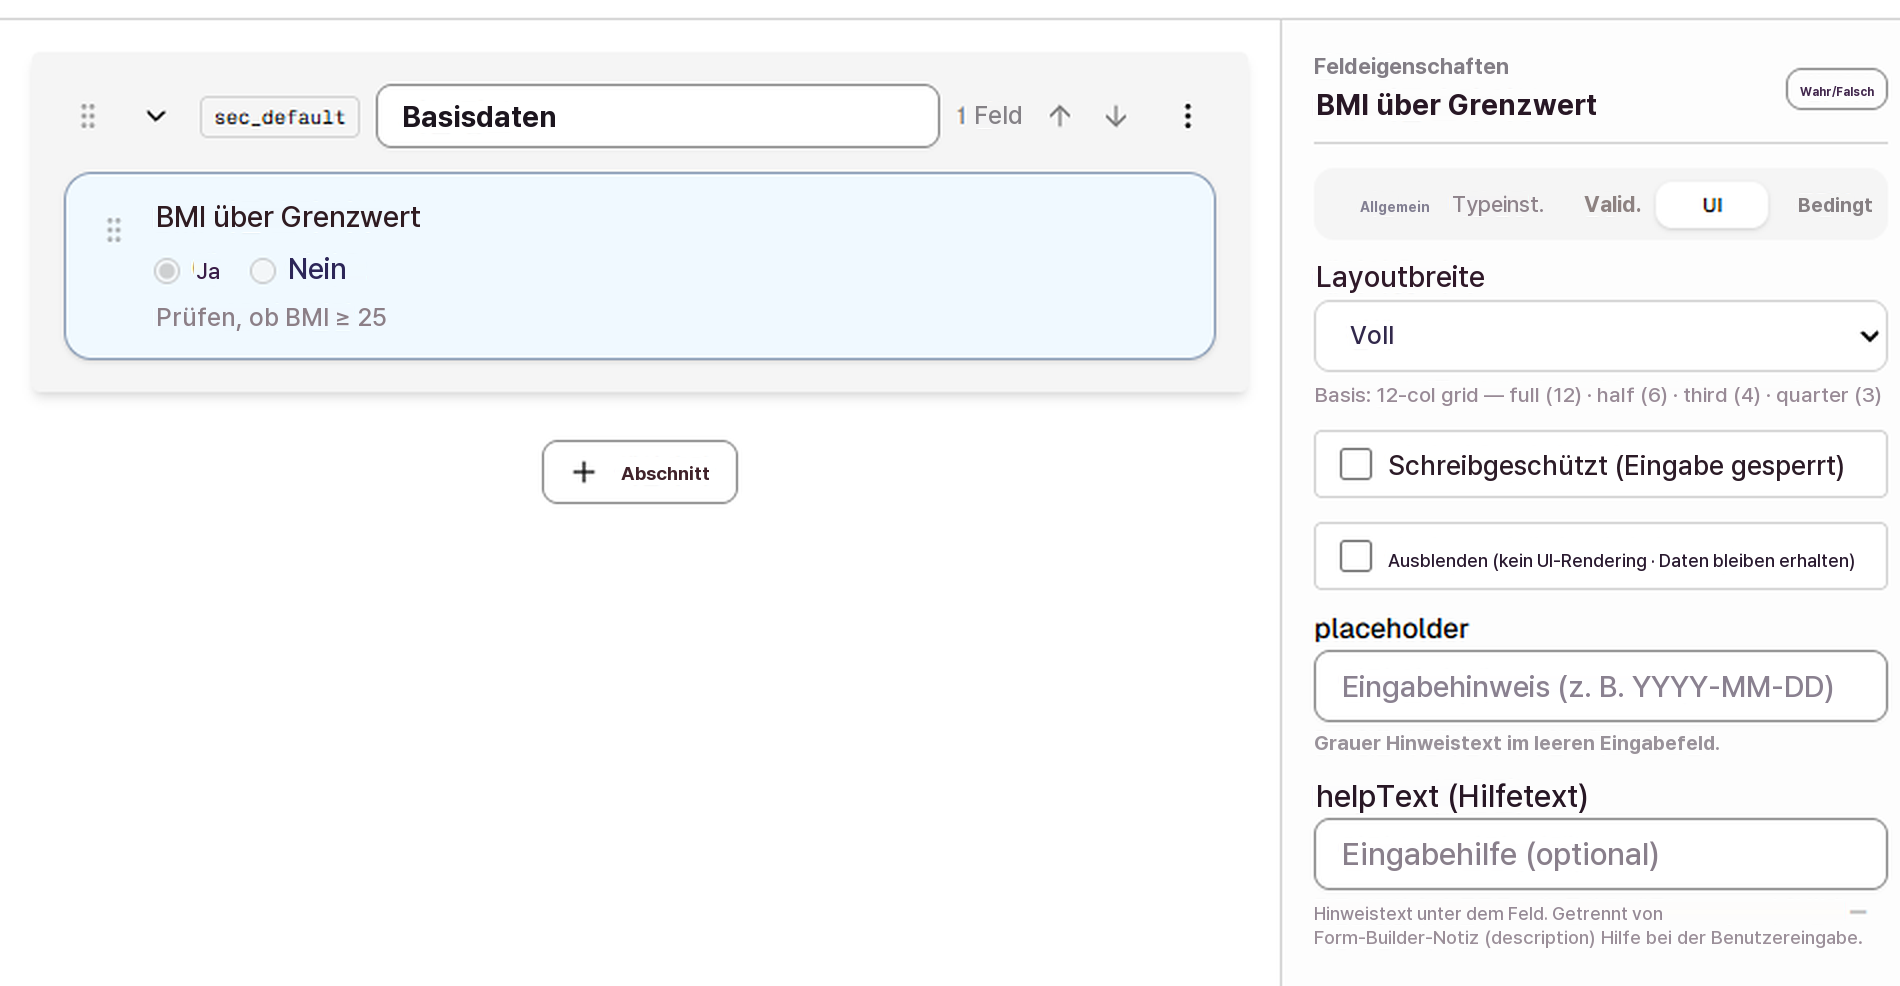 sec_default Basisdaten 1 Feld
BMI über Grenzwert
Ja Nein
Prüfen, ob BMI ≥ 25
+ Abschnitt
Feldeigenschaften
BMI über Grenzwert
Wahr/Falsch
Allgemein Typeinst. Valid. UI Bedingt
Layoutbreite
Voll
Basis: 12-col grid — full (12) · half (6) · third (4) · quarter (3)
Schreibgeschützt (Eingabe gesperrt)
Ausblenden (kein UI-Rendering · Daten bleiben erhalten)
placeholder
Eingabehinweis (z. B. YYYY-MM-DD)
Grauer Hinweistext im leeren Eingabefeld.
helpText (Hilfetext)
Eingabehilfe (optional)
Hinweistext unter dem Feld. Getrennt von
Form-Builder-Notiz (description) Hilfe bei der Benutzereingabe.